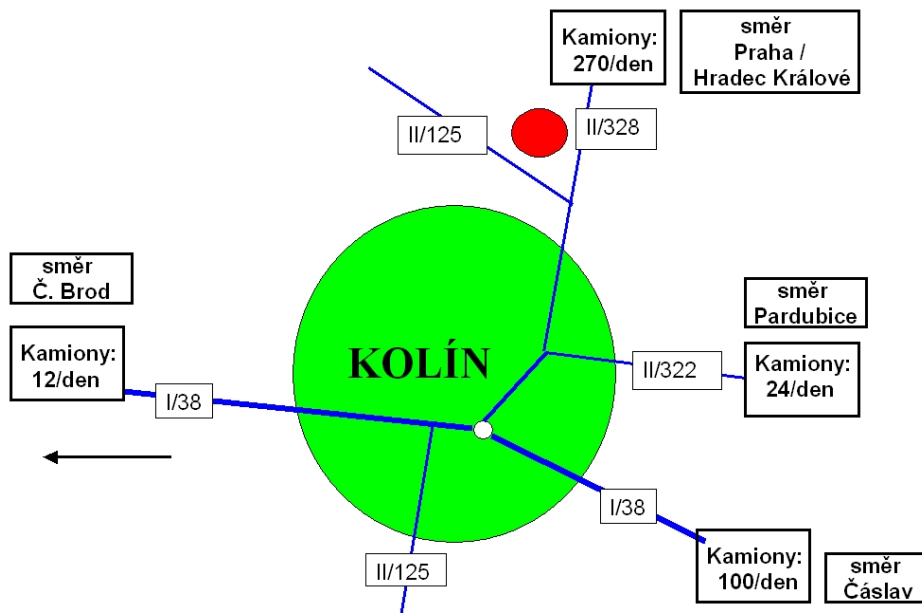 Kamiony:
270/den
směr
Praha /
Hradec Králové
II/125
II/328
směr
Č. Brod
směr
Pardubice
Kamiony:
12/den
KOLÍN
II/322
Kamiony:
24/den
I/38
I/38
II/125
Kamiony:
100/den
směr
Čáslav